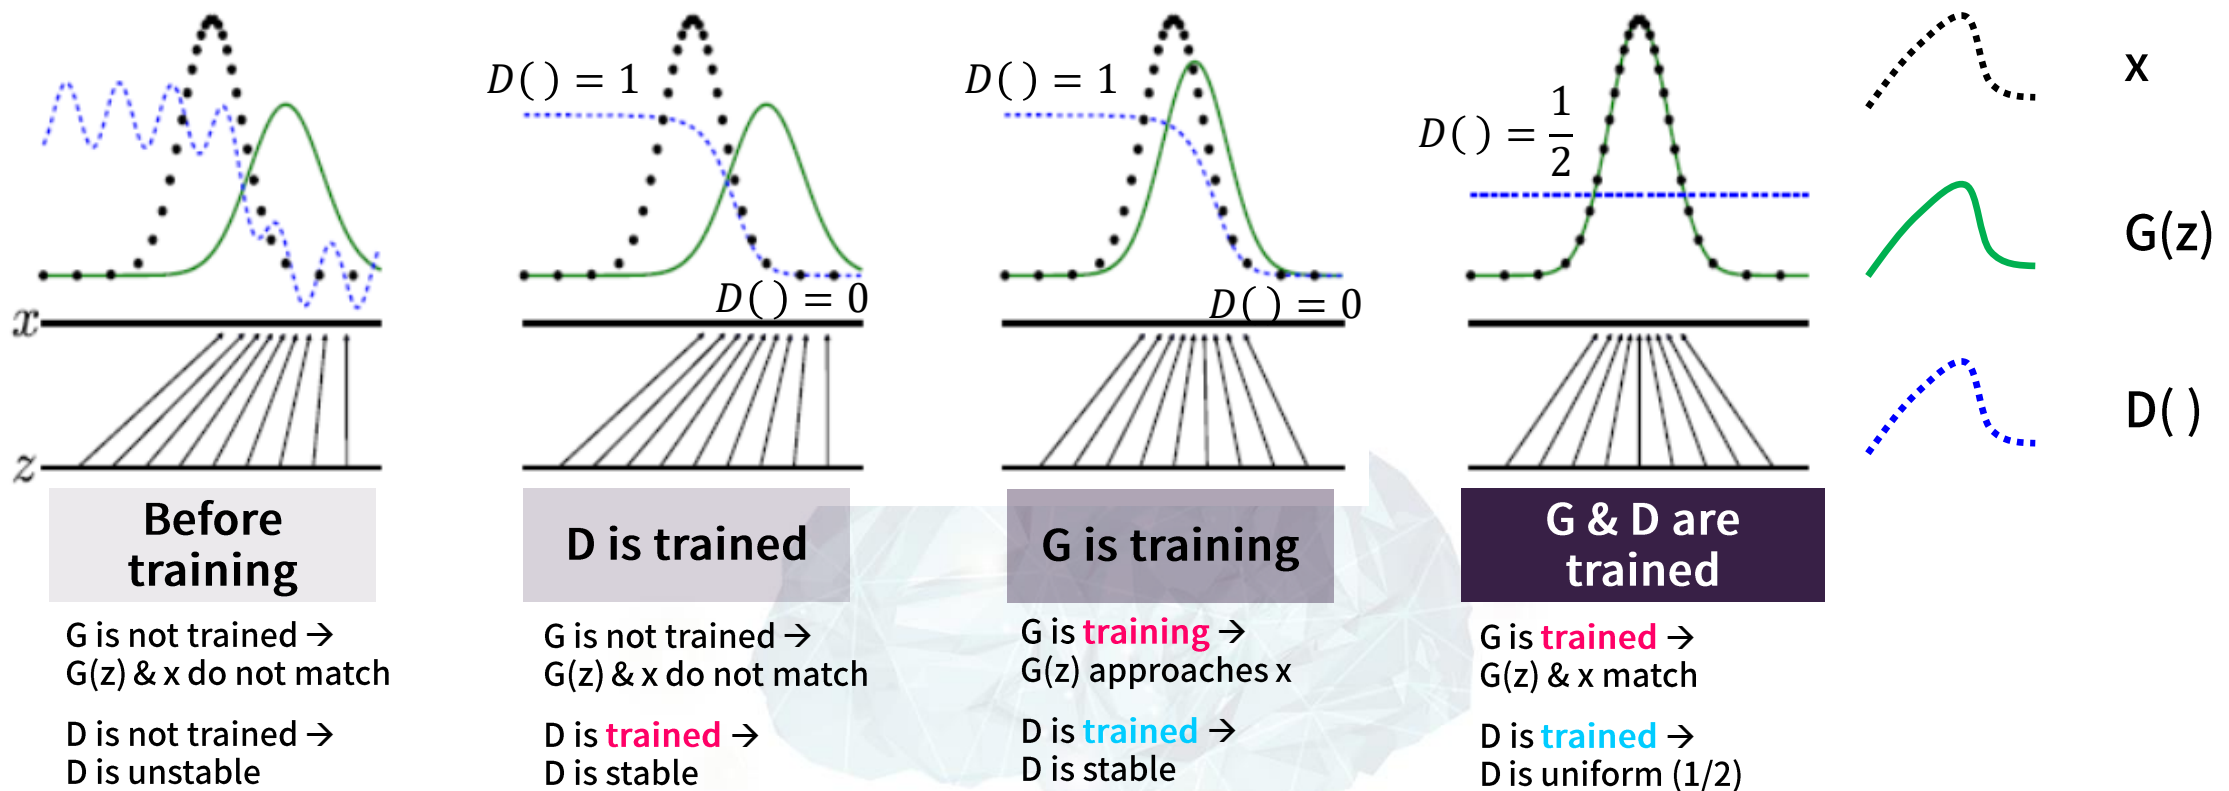 D( ) = 1
D( ) = 0
D( ) = 1
D( ) = 0
D( ) = 1/2
x
G(z)
D( )
x
z
Before
training
G is not trained →
G(z) & x do not match
D is not trained →
D is unstable
D is trained
G is not trained →
G(z) & x do not match
D is trained →
D is stable
G is training
G is training →
G(z) approaches x
D is trained →
D is stable
G & D are
trained
G is trained →
G(z) & x match
D is trained →
D is uniform (1/2)